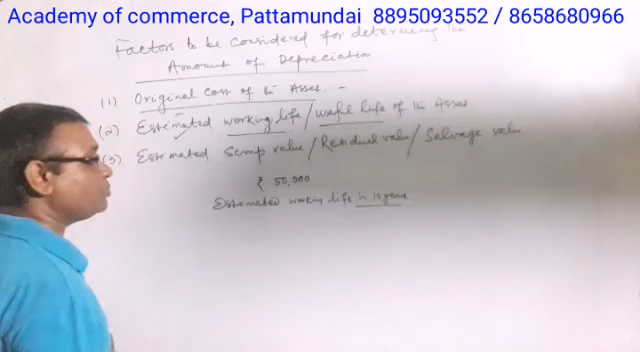 Academy of commerce, Pattamundai 8895093552 / 8658680966
Factors to be considered for determining the
Amount of Depreciation
(1) Original cost of the Asset. -
(2) Estimated working life / useful life of the Asset
(3) Estimated Scrap value / Residual value / Salvage value
₹ 50,000
Estimated working life is 10 years